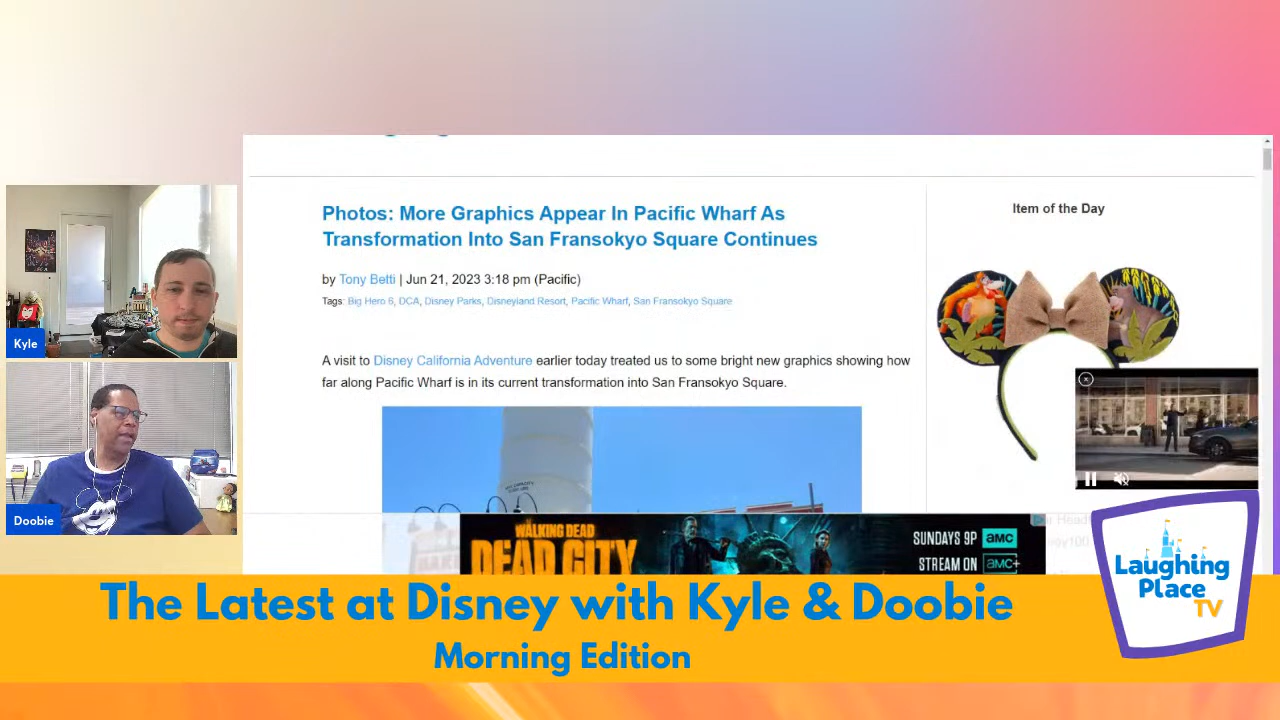 Photos: More Graphics Appear In Pacific Wharf As
Transformation Into San Fransokyo Square Continues
by Tony Betti | Jun 21, 2023 3:18 pm (Pacific)
Tags: Big Hero 6, DCA, Disney Parks, Disneyland Resort, Pacific Wharf, San Fransokyo Square
A visit to Disney California Adventure earlier today treated us to some bright new graphics showing how
far along Pacific Wharf is in its current transformation into San Fransokyo Square.
Item of the Day
Kyle
Doobie
THE WALKING DEAD
DEAD CITY
SUNDAYS 9P amc
STREAM ON amc+
The Latest at Disney with Kyle & Doobie
Morning Edition
Laughing
Place
TV